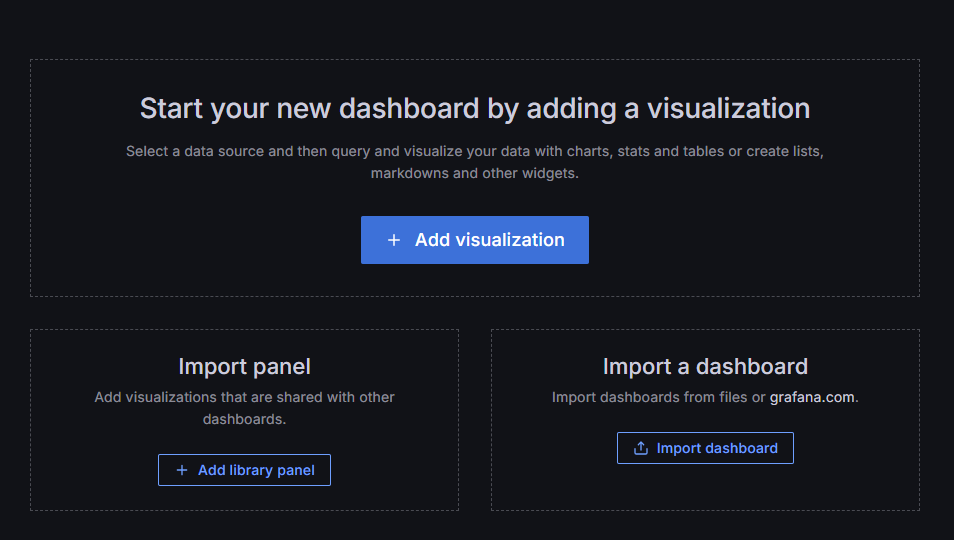 Start your new dashboard by adding a visualization
Select a data source and then query and visualize your data with charts, stats and tables or create lists,
markdowns and other widgets.
+ Add visualization
Import panel
Add visualizations that are shared with other
dashboards.
+ Add library panel
Import a dashboard
Import dashboards from files or grafana.com.
Import dashboard